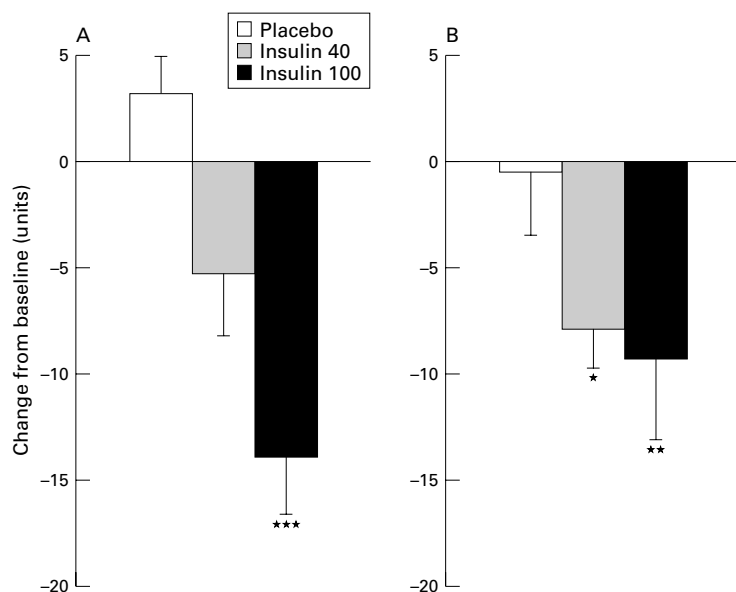 A
Placebo
Insulin 40
Insulin 100
B
Change from baseline (units)
5
0
−5
−10
−15
−20
★★★
5
0
−5
−10
−15
−20
★
★★